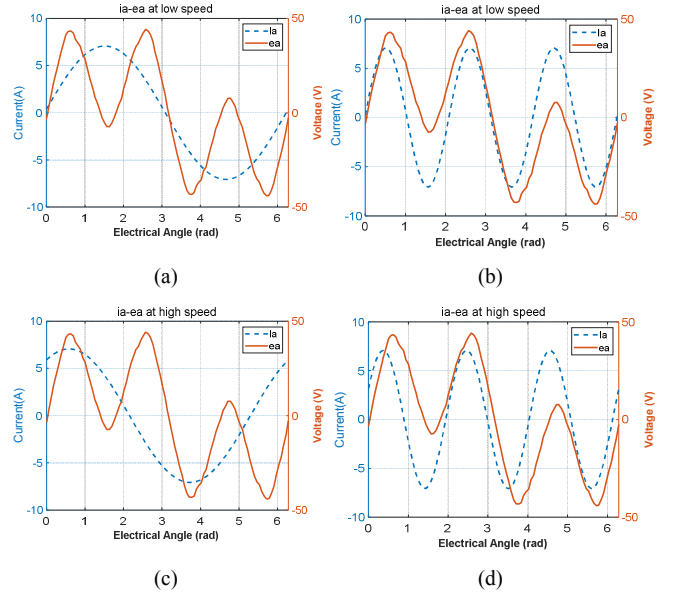 ia-ea at low speed
10
5
0
-5
-10
Current(A)
50
0
-50
Voltage (V)
Ia
ea
0 1 2 3 4 5 6
Electrical Angle (rad)
(a)
ia-ea at low speed
10
5
0
-5
-10
Current(A)
50
0
-50
Voltage (V)
Ia
ea
0 1 2 3 4 5 6
Electrical Angle (rad)
(b)
ia-ea at high speed
10
5
0
-5
-10
Current(A)
50
0
-50
Voltage (V)
Ia
ea
0 1 2 3 4 5 6
Electrical Angle (rad)
(c)
ia-ea at high speed
10
5
0
-5
-10
Current(A)
50
0
-50
Voltage (V)
Ia
ea
0 1 2 3 4 5 6
Electrical Angle (rad)
(d)